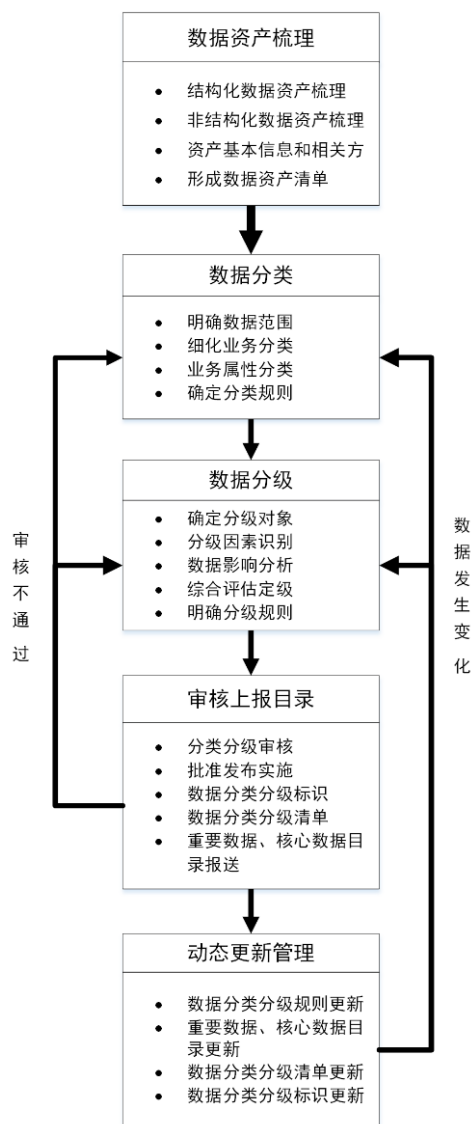 数据资产梳理
● 结构化数据资产梳理
● 非结构化数据资产梳理
● 资产基本信息和相关方
● 形成数据资产清单
数据分类
● 明确数据范围
● 细化业务分类
● 业务属性分类
● 确定分类规则
数据分级
● 确定分级对象
● 分级因素识别
● 数据影响分析
● 综合评估定级
● 明确分级规则
审核不通过
数据发生变化
审核上报目录
● 分类分级审核
● 批准发布实施
● 数据分类分级标识
● 数据分类分级清单
● 重要数据、核心数据目
录报送
动态更新管理
● 数据分类分级规则更新
● 重要数据、核心数据目
录更新
● 数据分类分级清单更新
● 数据分类分级标识更新